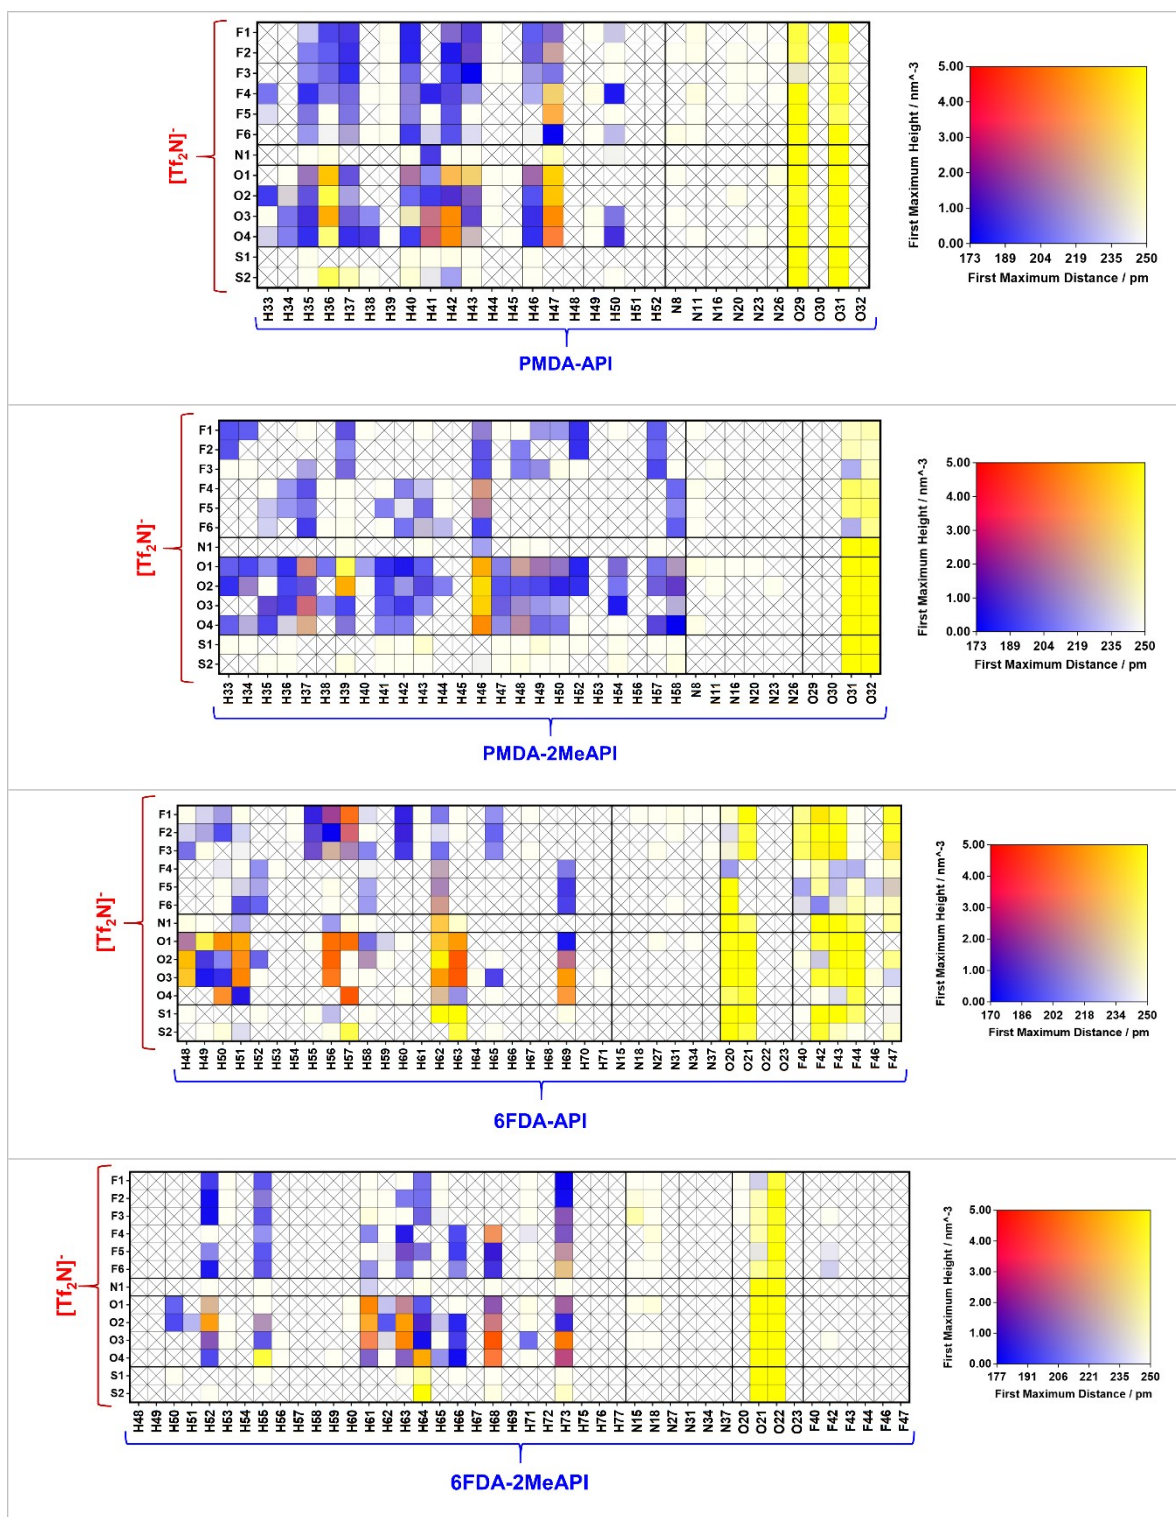 [Tf2N]-
F1
F2
F3
F4
F5
F6
N1
O1
O2
O3
O4
S1
S2
H33 H34 H35 H36 H37 H38 H39 H40 H41 H42 H43 H44 H45 H46 H47 H48 H49 H50 H51 H52 N8 N11 N16 N20 N23 N26 O29 O30 O31 O32
PMDA-API
First Maximum Height / nm^-3
5.00
4.00
3.00
2.00
1.00
0.00
173 189 204 219 235 250
First Maximum Distance / pm
[Tf2N]-
F1
F2
F3
F4
F5
F6
N1
O1
O2
O3
O4
S1
S2
H33 H34 H35 H36 H37 H38 H39 H40 H41 H42 H43 H44 H45 H46 H47 H48 H49 H50 H52 H53 H54 H56 H57 H58 N8 N11 N16 N20 N23 N26 O29 O30 O31 O32
PMDA-2MeAPI
First Maximum Height / nm^-3
5.00
4.00
3.00
2.00
1.00
0.00
173 189 204 219 235 250
First Maximum Distance / pm
[Tf2N]-
F1
F2
F3
F4
F5
F6
N1
O1
O2
O3
O4
S1
S2
H48 H49 H50 H51 H52 H53 H54 H55 H56 H57 H58 H59 H60 H61 H62 H63 H64 H65 H66 H67 H68 H69 H70 H71 N15 N18 N27 N31 N34 N37 O20 O21 O22 O23 F40 F42 F43 F44 F46 F47
6FDA-API
First Maximum Height / nm^-3
5.00
4.00
3.00
2.00
1.00
0.00
170 186 202 218 234 250
First Maximum Distance / pm
[Tf2N]-
F1
F2
F3
F4
F5
F6
N1
O1
O2
O3
O4
S1
S2
H48 H49 H50 H51 H52 H53 H54 H55 H56 H57 H58 H59 H60 H61 H62 H63 H64 H65 H66 H67 H68 H69 H71 H72 H73 H75 H76 H77 N15 N18 N27 N31 N34 N37 O20 O21 O22 O23 F40 F42 F43 F44 F46 F47
6FDA-2MeAPI
First Maximum Height / nm^-3
5.00
4.00
3.00
2.00
1.00
0.00
177 191 206 221 235 250
First Maximum Distance / pm